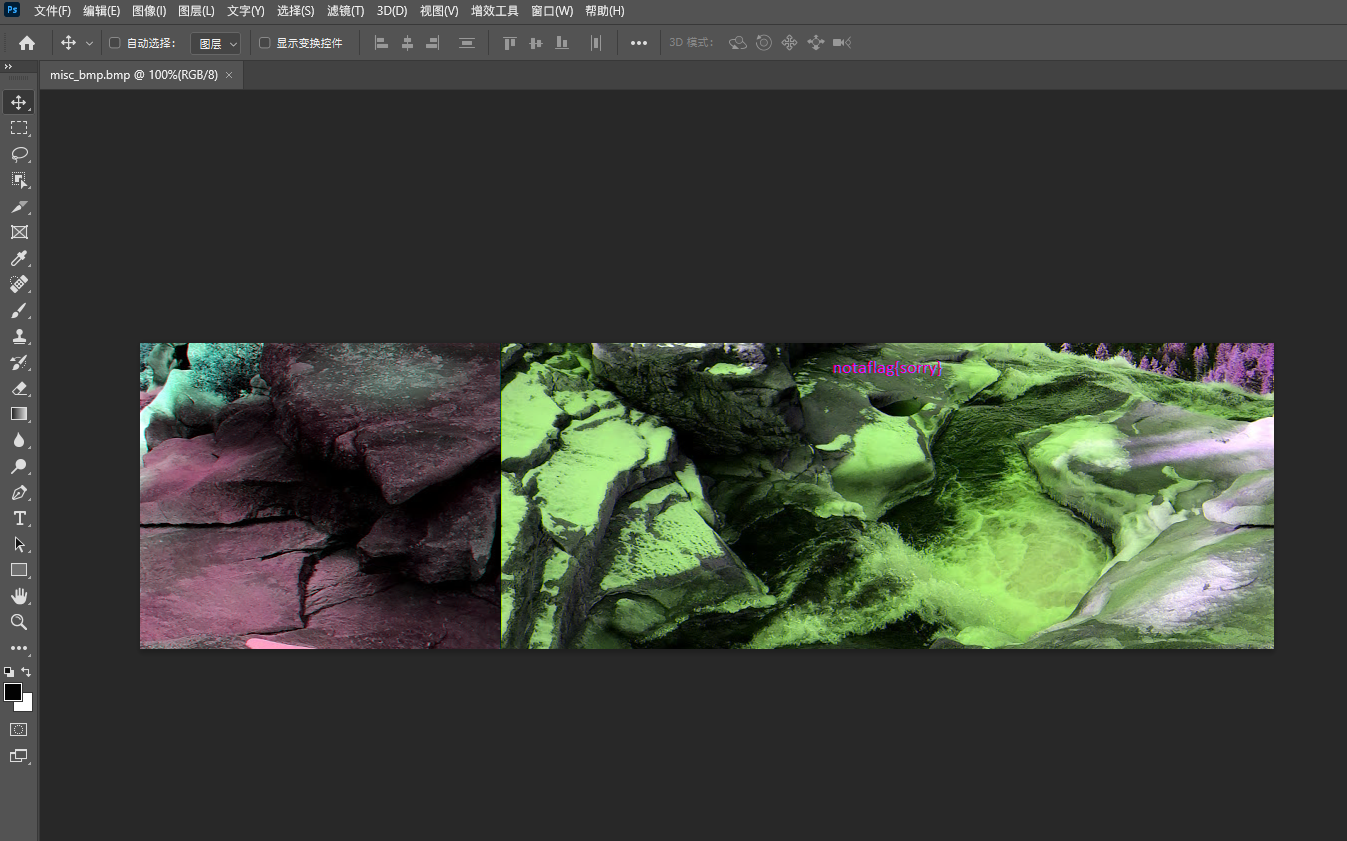 Ps 文件(F) 编辑(E) 图像(I) 图层(L) 文字(Y) 选择(S) 滤镜(T) 3D(D) 视图(V) 增效工具 窗口(W) 帮助(H)
自动选择： 图层 显示变换控件 3D 模式：
misc_bmp.bmp @ 100%(RGB/8) ×
notaflag{sorry}